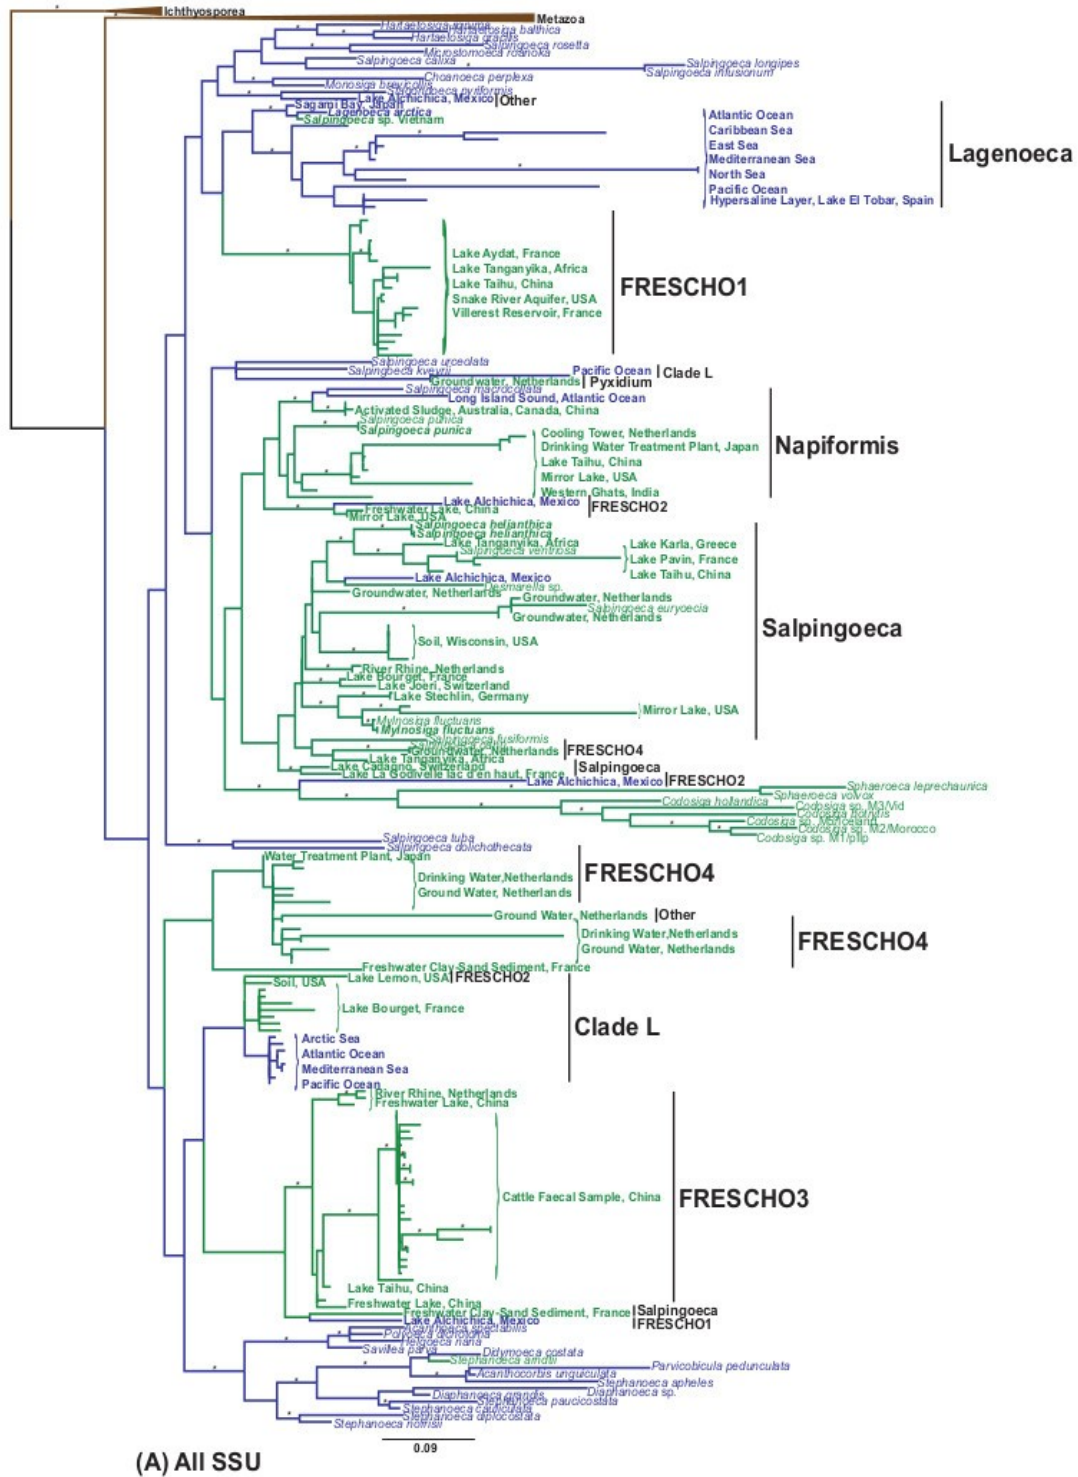 Ichthyosporea
Metazoa
Hartaetosiga balthica
Hartaetosiga gracilis
Salpingoeca rosetta
Microstomoeca roanoka
Salpingoeca calixa
Salpingoeca longipes
Salpingoeca infusionum
Choanoeca perplexa
Monosiga brevicollis
Lake Alchichica, Mexico
Other
Sagami Bay, Japan
Lagenoeca arctica
Salpingoeca sp. Vietnam
Atlantic Ocean
Caribbean Sea
East Sea
Mediterranean Sea
North Sea
Pacific Ocean
Hypersaline Layer, Lake El Tobar, Spain
Lagenoeca
Lake Aydat, France
Lake Tanganyika, Africa
Lake Taihu, China
Snake River Aquifer, USA
Villerest Reservoir, France
FRESCHO1
Salpingoeca urceolata
Salpingoeca kvevrii
Pacific Ocean
Clade L
Groundwater, Netherlands
Pyxidium
Salpingoeca macrocollata
Long Island Sound, Atlantic Ocean
Activated Sludge, Australia, Canada, China
Salpingoeca punica
Salpingoeca punica
Cooling Tower, Netherlands
Drinking Water Treatment Plant, Japan
Lake Taihu, China
Mirror Lake, USA
Western Ghats, India
Napiformis
Lake Alchichica, Mexico
FRESCHO2
Freshwater Lake, China
Mirror Lake, USA
Salpingoeca helianthica
Salpingoeca helianthica
Lake Tanganyika, Africa
Salpingoeca ventriosa
Lake Karla, Greece
Lake Pavin, France
Lake Taihu, China
Lake Alchichica, Mexico
Desmarella sp.
Groundwater, Netherlands
Groundwater, Netherlands
Salpingoeca euryoecia
Groundwater, Netherlands
Soil, Wisconsin, USA
Salpingoeca
River Rhine, Netherlands
Lake Bourget, France
Lake Joeri, Switzerland
Lake Stechlin, Germany
Mirror Lake, USA
Mylnosiga fluctuans
Mylnosiga fluctuans
Salpingoeca fusiformis
Groundwater, Netherlands
FRESCHO4
Lake Tanganyika, Africa
Lake Cadagno, Switzerland
Salpingoeca
Lake La Godivelle lac d'en haut, France
Lake Alchichica, Mexico
FRESCHO2
Sphaeroeca leprechaunica
Sphaeroeca volvox
Codosiga hollandica
Codosiga sp. M3/Vid
Codosiga sp. M2/Morocco
Codosiga sp. M1/plip
Salpingoeca tuba
Salpingoeca dolichothecata
Water Treatment Plant, Japan
Drinking Water,Netherlands
Ground Water, Netherlands
FRESCHO4
Ground Water, Netherlands
Other
Drinking Water,Netherlands
Ground Water, Netherlands
FRESCHO4
Freshwater Clay-Sand Sediment, France
Lake Lemon, USA
FRESCHO2
Soil, USA
Lake Bourget, France
Clade L
Arctic Sea
Atlantic Ocean
Mediterranean Sea
Pacific Ocean
River Rhine, Netherlands
Freshwater Lake, China
Cattle Faecal Sample, China
FRESCHO3
Lake Taihu, China
Freshwater Lake, China
Freshwater Clay-Sand Sediment, France
Salpingoeca
Lake Alchichica, Mexico
FRESCHO1
Acanthoeca spectabilis
Polyoeca dichotoma
Helgoeca nana
Savillea parva
Didymoeca costata
Stephanoeca arndtii
Parvicobicula pedunculata
Acanthocorbis unguiculata
Stephanoeca apheles
Diaphanoeca sp.
Diaphanoeca grandis
Stephanoeca paucicostata
Stephanoeca cauliculata
Stephanoeca diplocostata
Stephanoeca norrisii
0.09
(A) All SSU